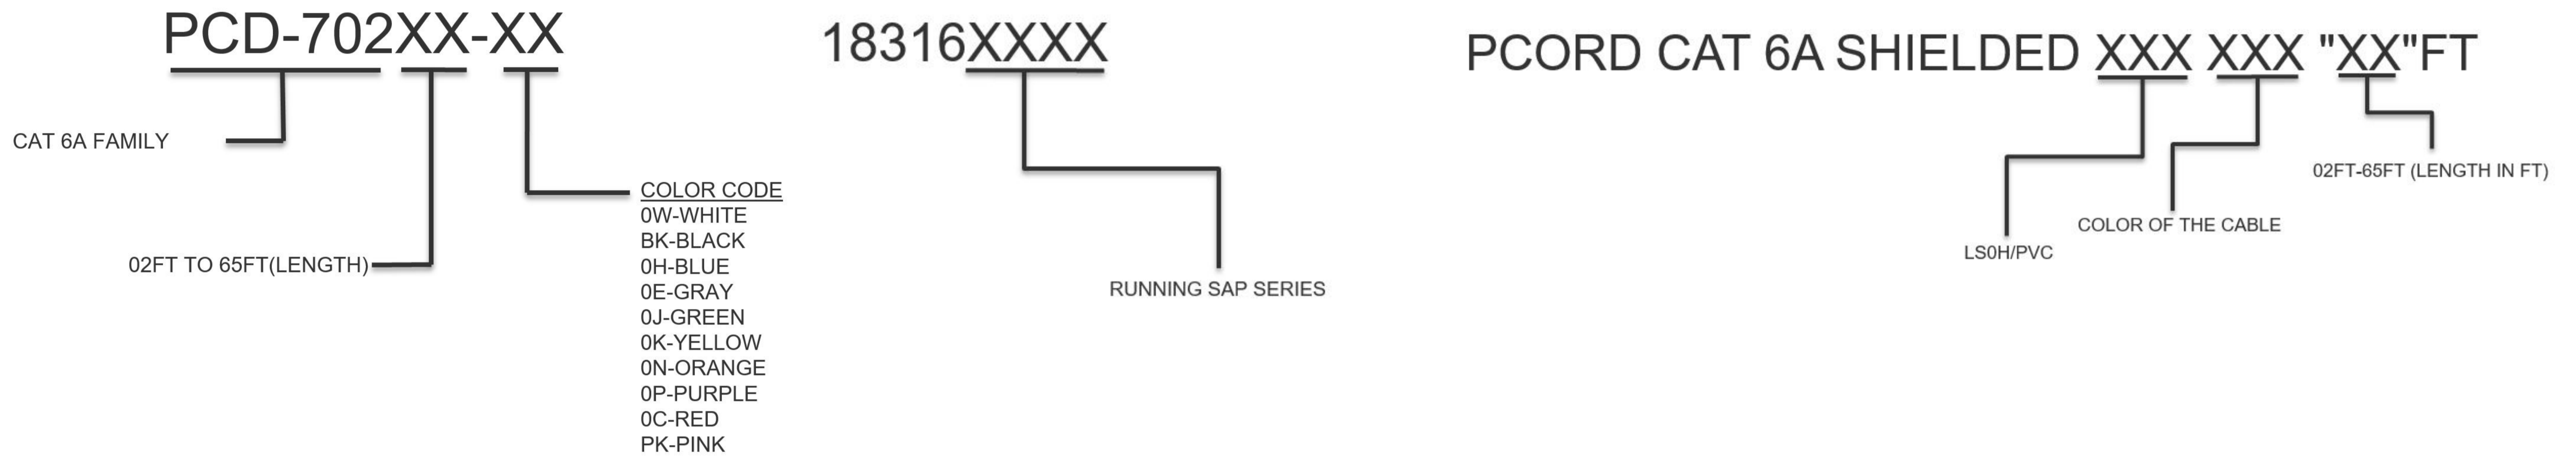 PCD-702XX-XX
CAT 6A FAMILY
02FT TO 65FT(LENGTH)
COLOR CODE
0W-WHITE
BK-BLACK
0H-BLUE
0E-GRAY
0J-GREEN
0K-YELLOW
0N-ORANGE
0P-PURPLE
0C-RED
PK-PINK
18316XXXX
RUNNING SAP SERIES
PCORD CAT 6A SHIELDED XXX XXX "XX"FT
LS0H/PVC
COLOR OF THE CABLE
02FT-65FT (LENGTH IN FT)